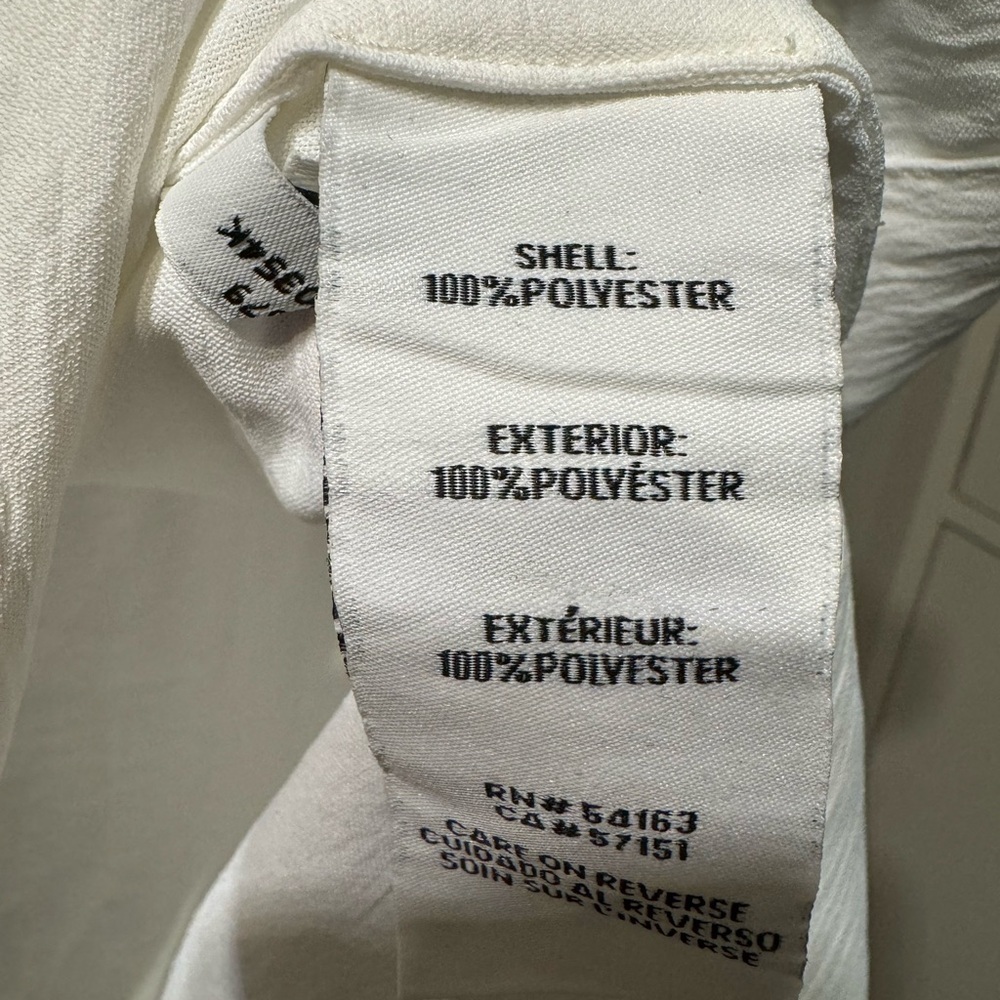 SHELL:
100%POLYESTER
EXTERIOR:
100%POLYÉSTER
EXTÉRIEUR:
100%POLYESTER
RN# 54163
CA# 57151
CARE ON REVERSE
CUIDADO AL REVERSO
SOIN SUR L'INVERSE